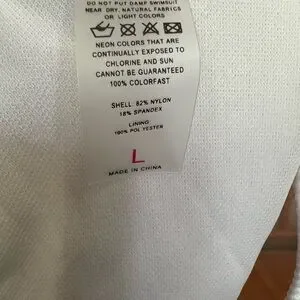 DO NOT PUT DAMP SWIMSUIT
NEAR DRY, NATURAL FABRICS
OR LIGHT COLORS
NEON COLORS THAT ARE
CONTINUALLY EXPOSED TO
CHLORINE AND SUN
CANNOT BE GUARANTEED
100% COLORFAST
SHELL: 82% NYLON
18% SPANDEX
LINING
100% POLYESTER
L
MADE IN CHINA